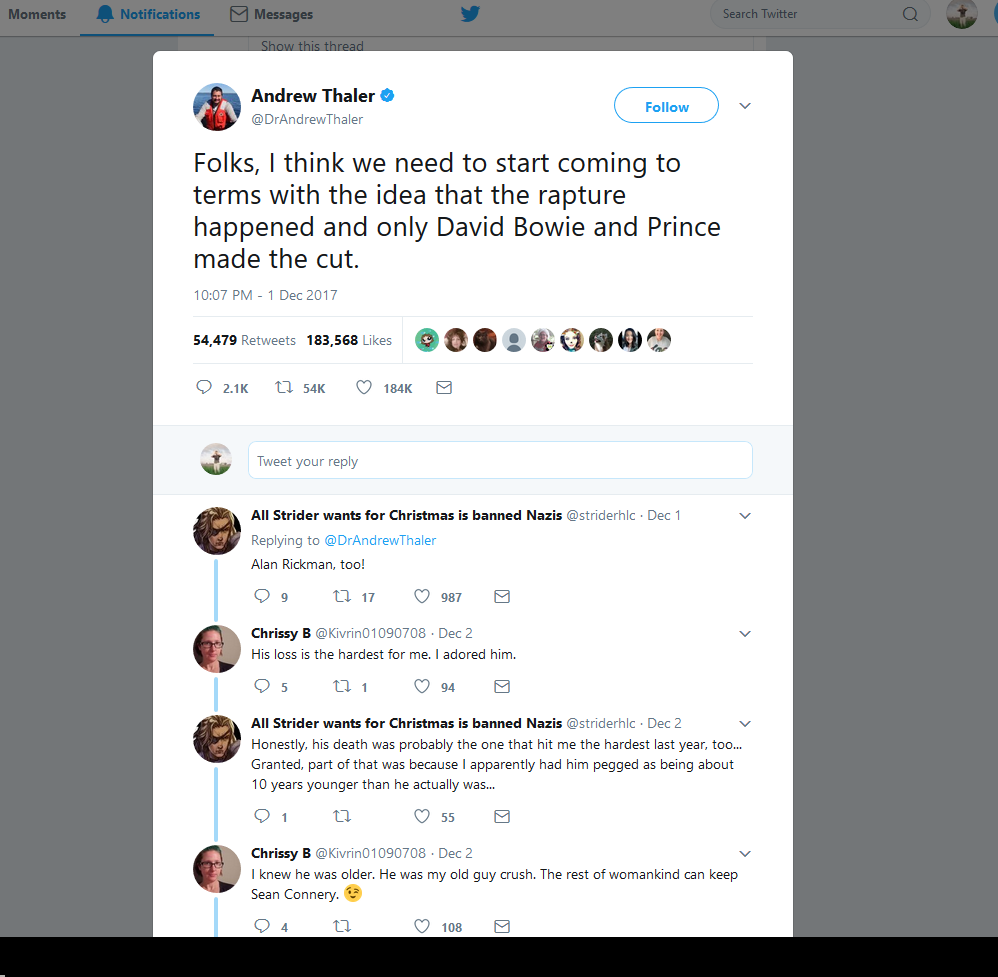 Moments Notifications Messages Search Twitter
Show this thread
Andrew Thaler
@DrAndrewThaler
Follow
Folks, I think we need to start coming to
terms with the idea that the rapture
happened and only David Bowie and Prince
made the cut.
10:07 PM - 1 Dec 2017
54,479 Retweets 183,568 Likes
2.1K 54K 184K
Tweet your reply
All Strider wants for Christmas is banned Nazis @striderhlc · Dec 1
Replying to @DrAndrewThaler
Alan Rickman, too!
9 17 987
Chrissy B @Kivrin01090708 · Dec 2
His loss is the hardest for me. I adored him.
5 1 94
All Strider wants for Christmas is banned Nazis @striderhlc · Dec 2
Honestly, his death was probably the one that hit me the hardest last year, too...
Granted, part of that was because I apparently had him pegged as being about
10 years younger than he actually was...
1 55
Chrissy B @Kivrin01090708 · Dec 2
I knew he was older. He was my old guy crush. The rest of womankind can keep
Sean Connery. 😉
4 108